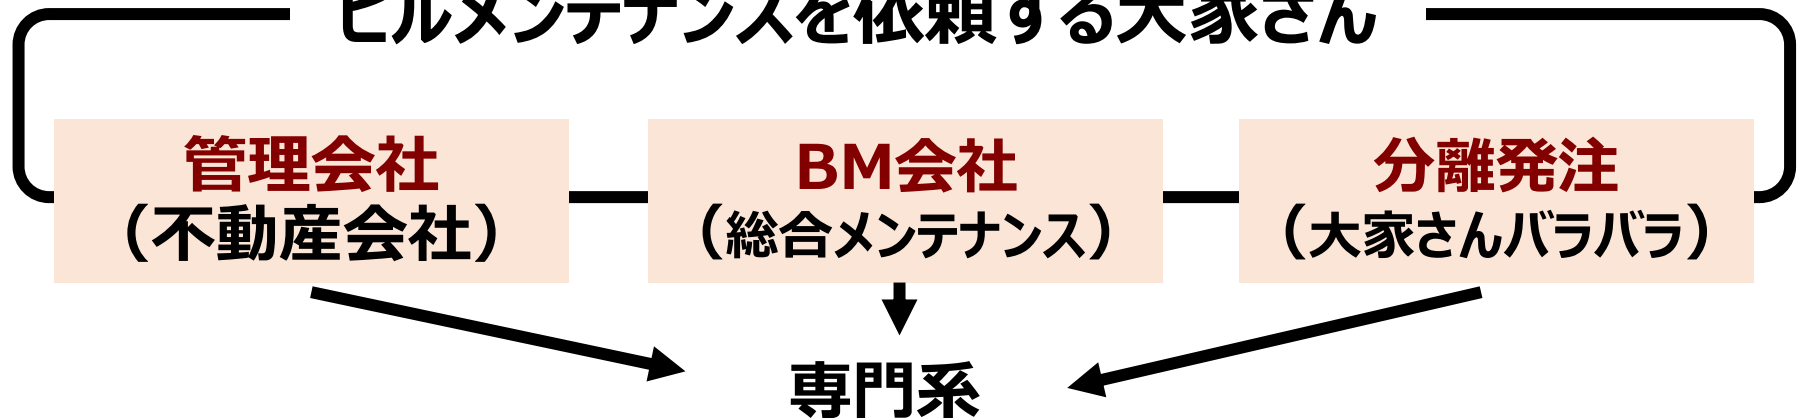 ビルメンテナンスを依頼する大家さん
管理会社
（不動産会社）
BM会社
（総合メンテナンス）
分離発注
（大家さんバラバラ）
専門系